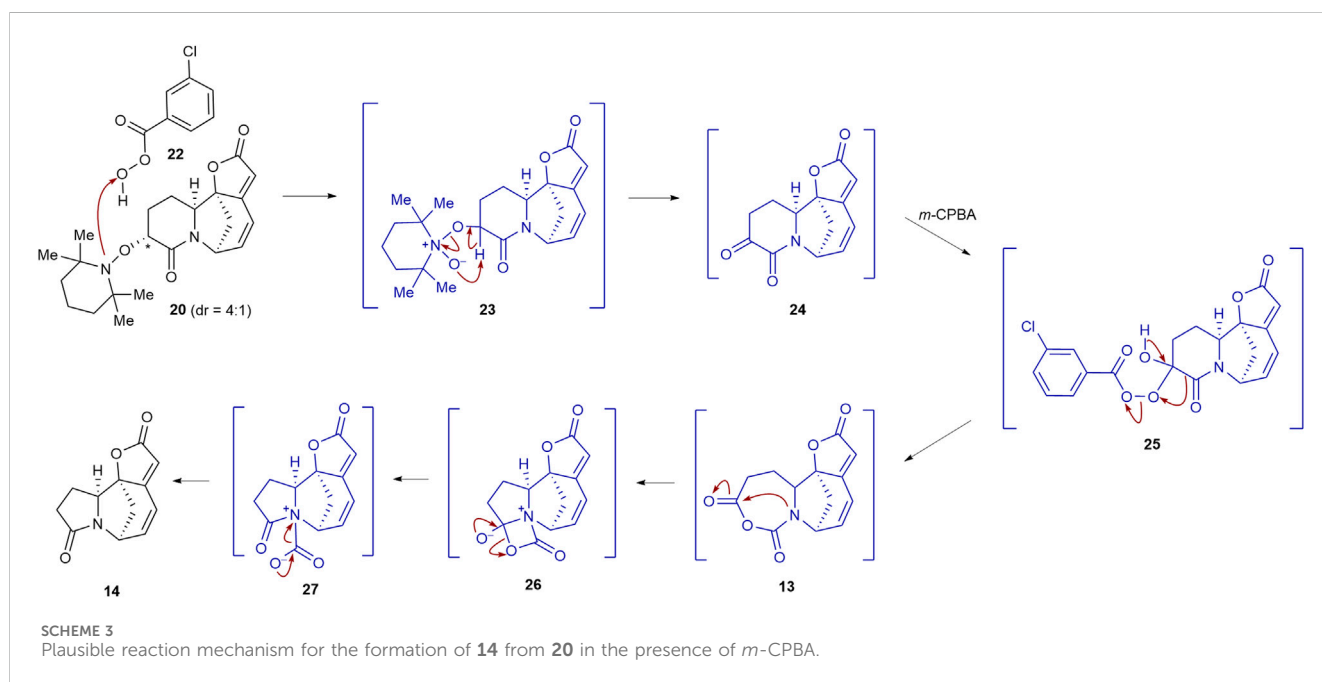 Cl
O
O
HO
H
22
O
O
H
N
O
Me
Me
O
N
*
O
Me
Me
20 (dr = 4:1)
Me
Me
O
N
+
O−
H
Me
Me
O
O
H
N
O
23
O
O
H
N
O
O
24
m-CPBA
Cl
O
O
O
H
O
O
O
H
N
O
25
O
O
H
N
O
14
O
O
H
N
+
O
O−
O
27
O
O
H
N
+
O−
O
O
26
O
O
H
N
O
O
O
13
SCHEME 3
Plausible reaction mechanism for the formation of 14 from 20 in the presence of m-CPBA.